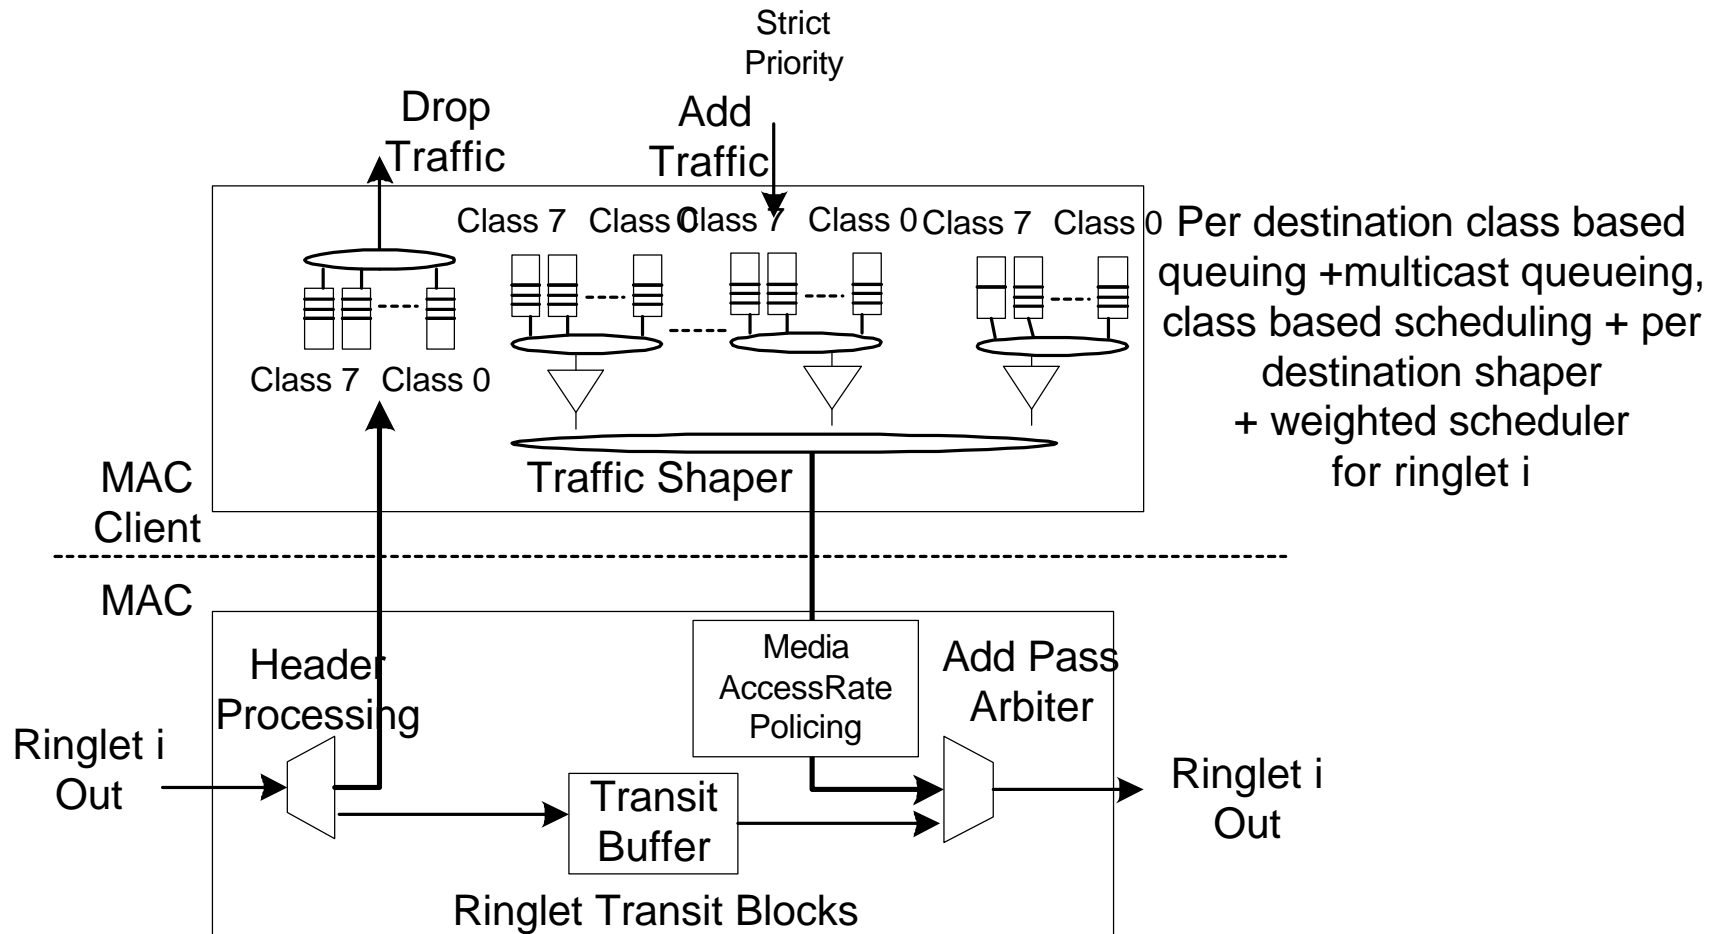 Strict
Priority
Drop
Traffic
Add
Traffic
Class 7 Class 0 Class 7 Class 0 Class 7 Class 0
Per destination class based
queuing +multicast queueing,
class based scheduling + per
destination shaper
+ weighted scheduler
for ringlet i
Class 7 Class 0
Traffic Shaper
MAC
Client
MAC
Header
Processing
Media
AccessRate
Policing
Add Pass
Arbiter
Ringlet i
Out
Transit
Buffer
Ringlet i
Out
Ringlet Transit Blocks